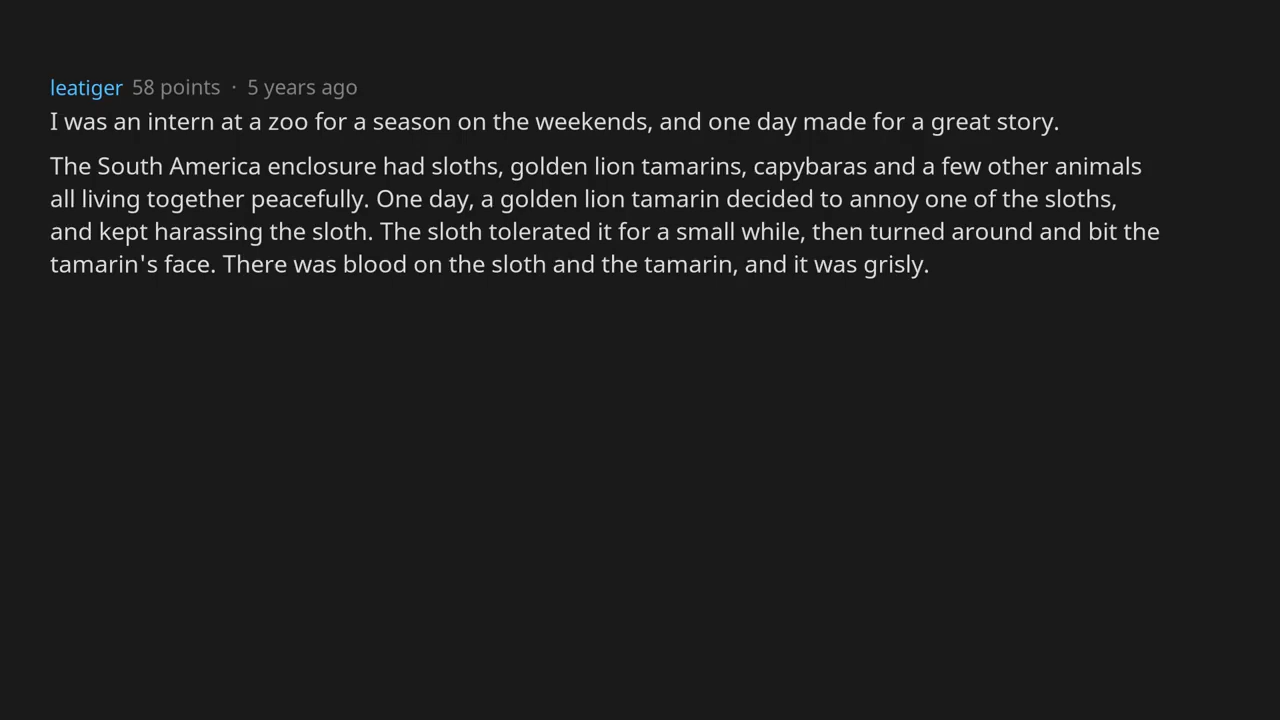 leatiger 58 points · 5 years ago
I was an intern at a zoo for a season on the weekends, and one day made for a great story.
The South America enclosure had sloths, golden lion tamarins, capybaras and a few other animals
all living together peacefully. One day, a golden lion tamarin decided to annoy one of the sloths,
and kept harassing the sloth. The sloth tolerated it for a small while, then turned around and bit the
tamarin's face. There was blood on the sloth and the tamarin, and it was grisly.